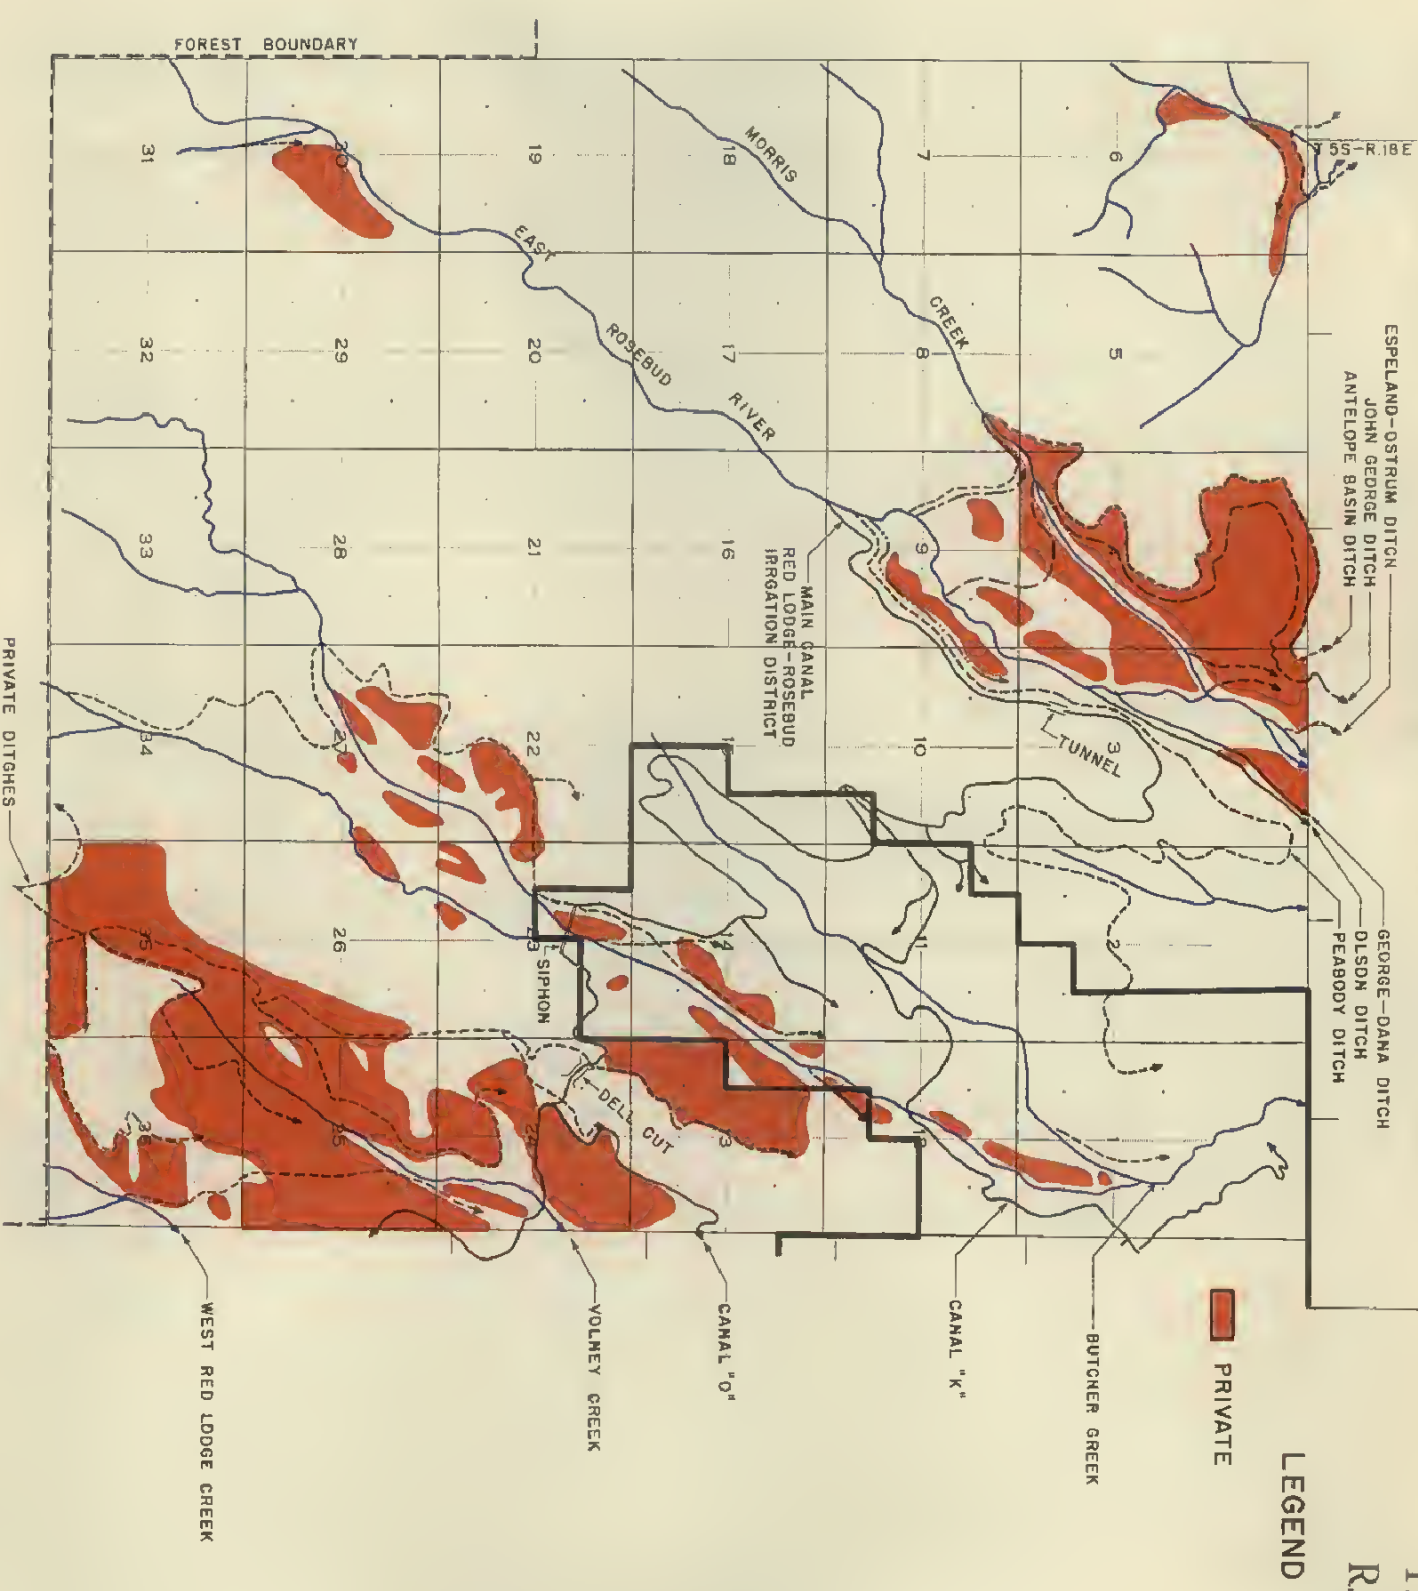 FOREST BOUNDARY
T 5S-R.18E
6
5
3
2
7
8
9
10
11
12
18
17
16
14
13
19
20
21
22
23
24
30
29
28
27
26
25
31
32
33
34
35
36
MORRIS
CREEK
EAST
ROSEBUD
RIVER
ESPELAND-OSTRUM DITCH
JOHN GEORGE DITCH
ANTELOPE BASIN DITCH
MAIN CANAL
RED LODGE-ROSEBUD
IRRGATION DISTRICT
TUNNEL
GEORGE-DANA DITCH
OLSON DITCH
PEABODY DITCH
SIPHON
DELL CUT
PRIVATE DITCHES
WEST RED LODGE CREEK
VOLNEY CREEK
CANAL "O"
CANAL "K"
BUTCHER CREEK
LEGEND
PRIVATE